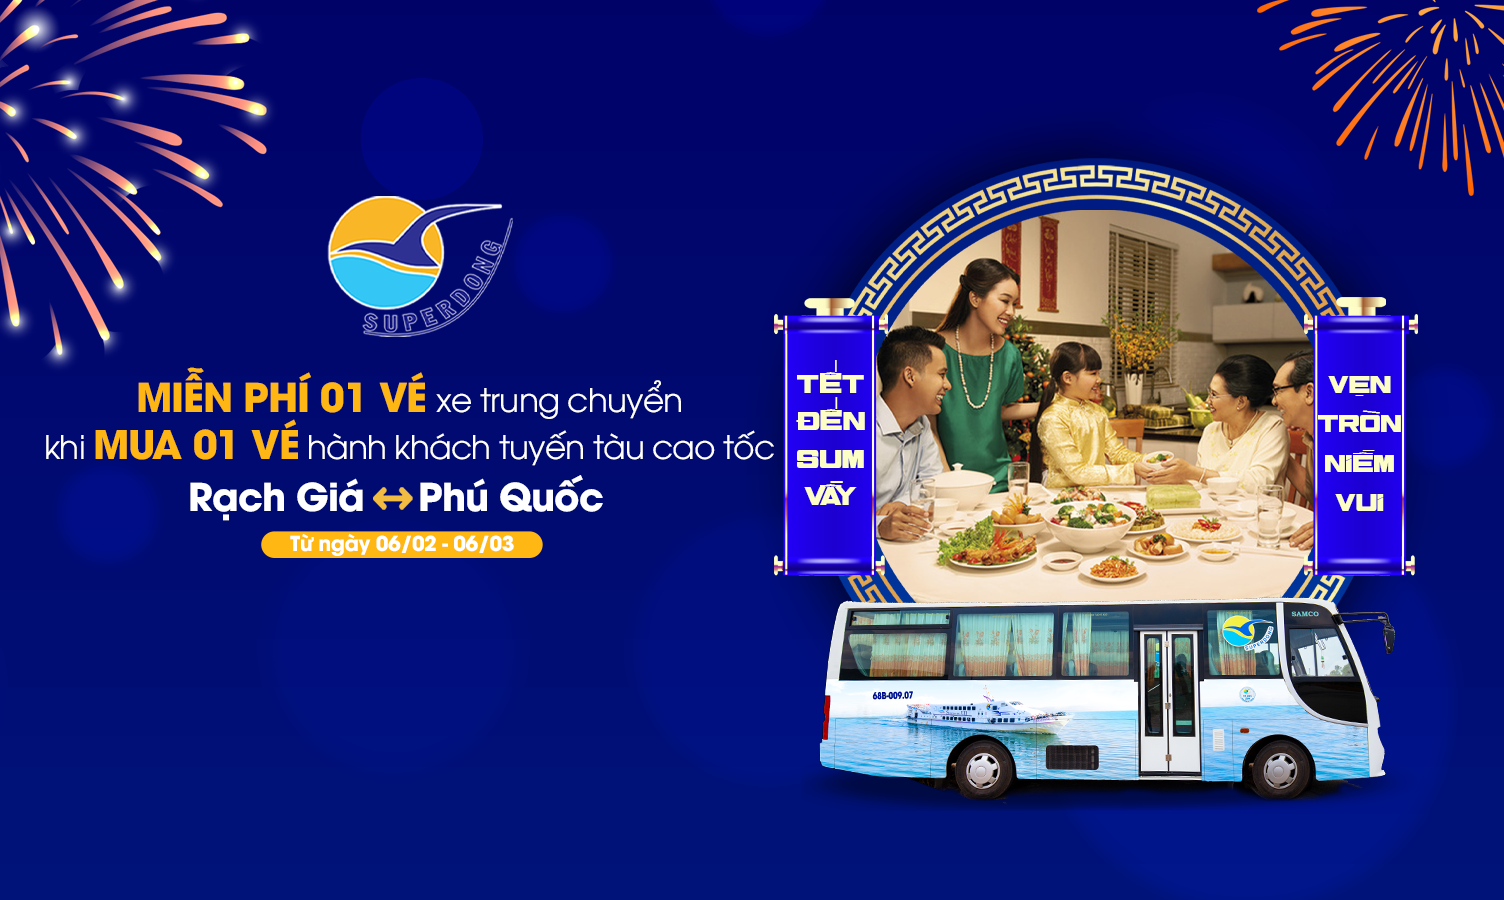 SUPERDONG
MIỄN PHÍ 01 VÉ xe trung chuyển
khi MUA 01 VÉ hành khách tuyến tàu cao tốc
Rạch Giá ↔ Phú Quốc
Từ ngày 06/02 - 06/03
TẾT
ĐẾN
SUM
VẦY
VẸN
TRÒN
NIỀM
VUI
SAMCO
SUPERDONG
68B-009.07